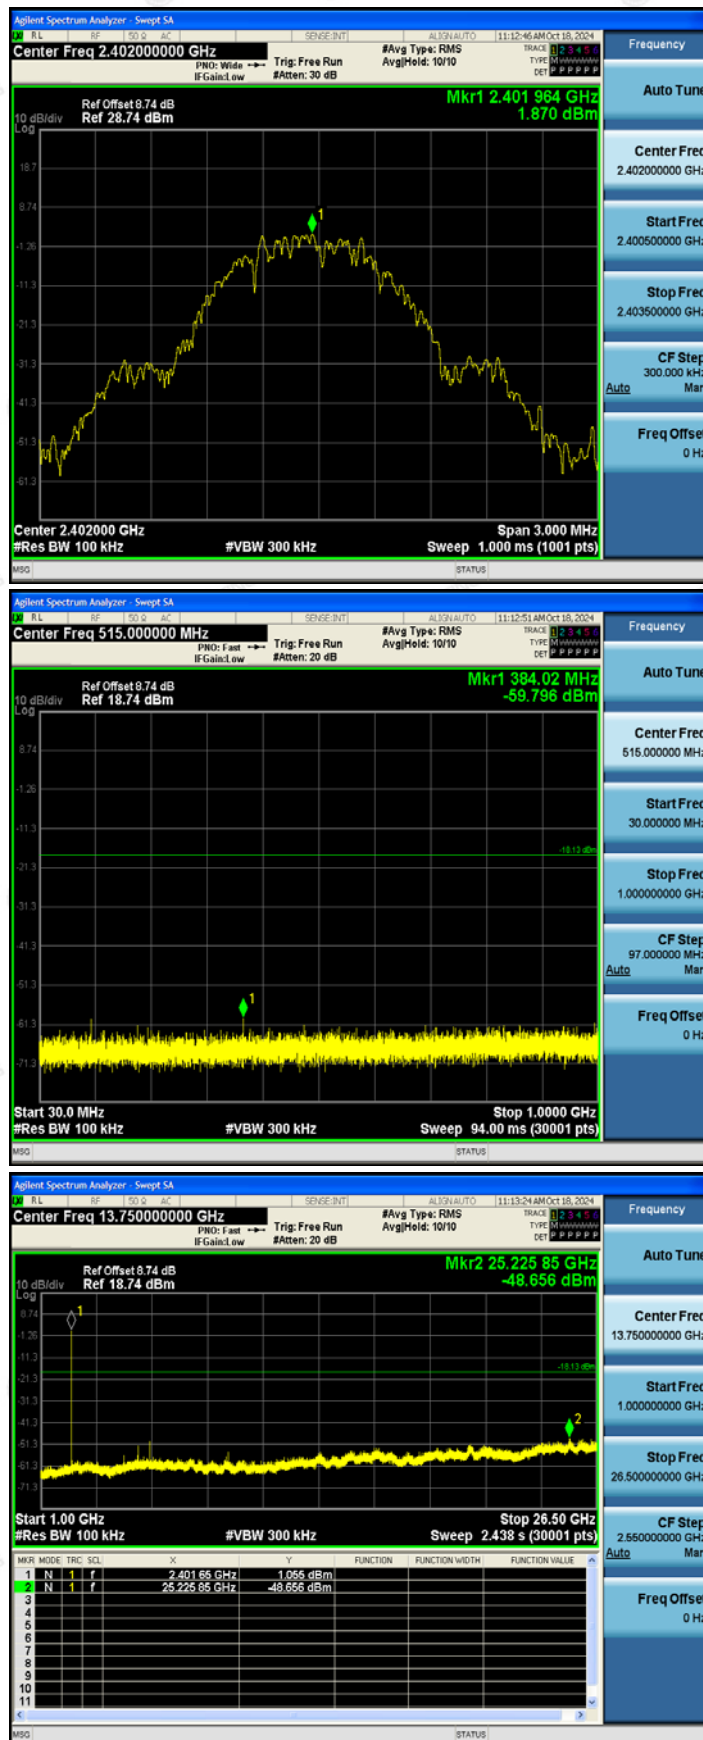 Agilent Spectrum Analyzer - Swept SA
RL RF 50 Ω AC SENSE:INT ALIGNAUTO 11:12:46 AM Oct 18, 2024
Center Freq 2.402000000 GHz #Avg Type: RMS TRACE 1 2 3 4 5 6 Frequency
PNO: Wide Trig: Free Run Avg|Hold: 10/10 TYPE M
IFGain:Low #Atten: 30 dB DET P P P P P P
Auto Tune
Mkr1 2.401 964 GHz
1.870 dBm
Ref Offset 8.74 dB
10 dB/div Ref 28.74 dBm
Log
18.7
8.74
-1.26
-11.3
-21.3
-31.3
-41.3
-51.3
-61.3
1
Center Freq
2.402000000 GHz
Start Freq
2.400500000 GHz
Stop Freq
2.403500000 GHz
CF Step
300.000 kHz
Auto Man
Freq Offset
0 Hz
Center 2.402000 GHz Span 3.000 MHz
#Res BW 100 kHz #VBW 300 kHz Sweep 1.000 ms (1001 pts)
MSG STATUS
Agilent Spectrum Analyzer - Swept SA
RL RF 50 Ω AC SENSE:INT ALIGNAUTO 11:12:51 AM Oct 18, 2024
Center Freq 515.000000 MHz #Avg Type: RMS TRACE 1 2 3 4 5 6 Frequency
PNO: Fast Trig: Free Run Avg|Hold: 10/10 TYPE M
IFGain:Low #Atten: 20 dB DET P P P P P P
Auto Tune
Mkr1 384.02 MHz
-59.796 dBm
Ref Offset 8.74 dB
10 dB/div Ref 18.74 dBm
Log
8.74
-1.26
-11.3
-21.3
-31.3
-41.3
-51.3
-61.3
-71.3
-18.13 dBm
1
Center Freq
515.000000 MHz
Start Freq
30.000000 MHz
Stop Freq
1.000000000 GHz
CF Step
97.000000 MHz
Auto Man
Freq Offset
0 Hz
Start 30.0 MHz Stop 1.0000 GHz
#Res BW 100 kHz #VBW 300 kHz Sweep 94.00 ms (30001 pts)
MSG STATUS
Agilent Spectrum Analyzer - Swept SA
RL RF 50 Ω AC SENSE:INT ALIGNAUTO 11:13:24 AM Oct 18, 2024
Center Freq 13.750000000 GHz #Avg Type: RMS TRACE 1 2 3 4 5 6 Frequency
PNO: Fast Trig: Free Run Avg|Hold: 10/10 TYPE M
IFGain:Low #Atten: 20 dB DET P P P P P P
Auto Tune
Mkr2 25.225 85 GHz
-48.656 dBm
Ref Offset 8.74 dB
10 dB/div Ref 18.74 dBm
Log
8.74
-1.26
-11.3
-21.3
-31.3
-41.3
-51.3
-61.3
-71.3
1
-18.13 dBm
2
Center Freq
13.750000000 GHz
Start Freq
1.000000000 GHz
Stop Freq
26.500000000 GHz
CF Step
2.550000000 GHz
Auto Man
Freq Offset
0 Hz
Start 1.00 GHz Stop 26.50 GHz
#Res BW 100 kHz #VBW 300 kHz Sweep 2.438 s (30001 pts)
MKR MODE TRC SCL X Y FUNCTION FUNCTION WIDTH FUNCTION VALUE
1 N 1 f 2.401 65 GHz 1.055 dBm
2 N 1 f 25.225 85 GHz -48.656 dBm
3
4
5
6
7
8
9
10
11
MSG STATUS